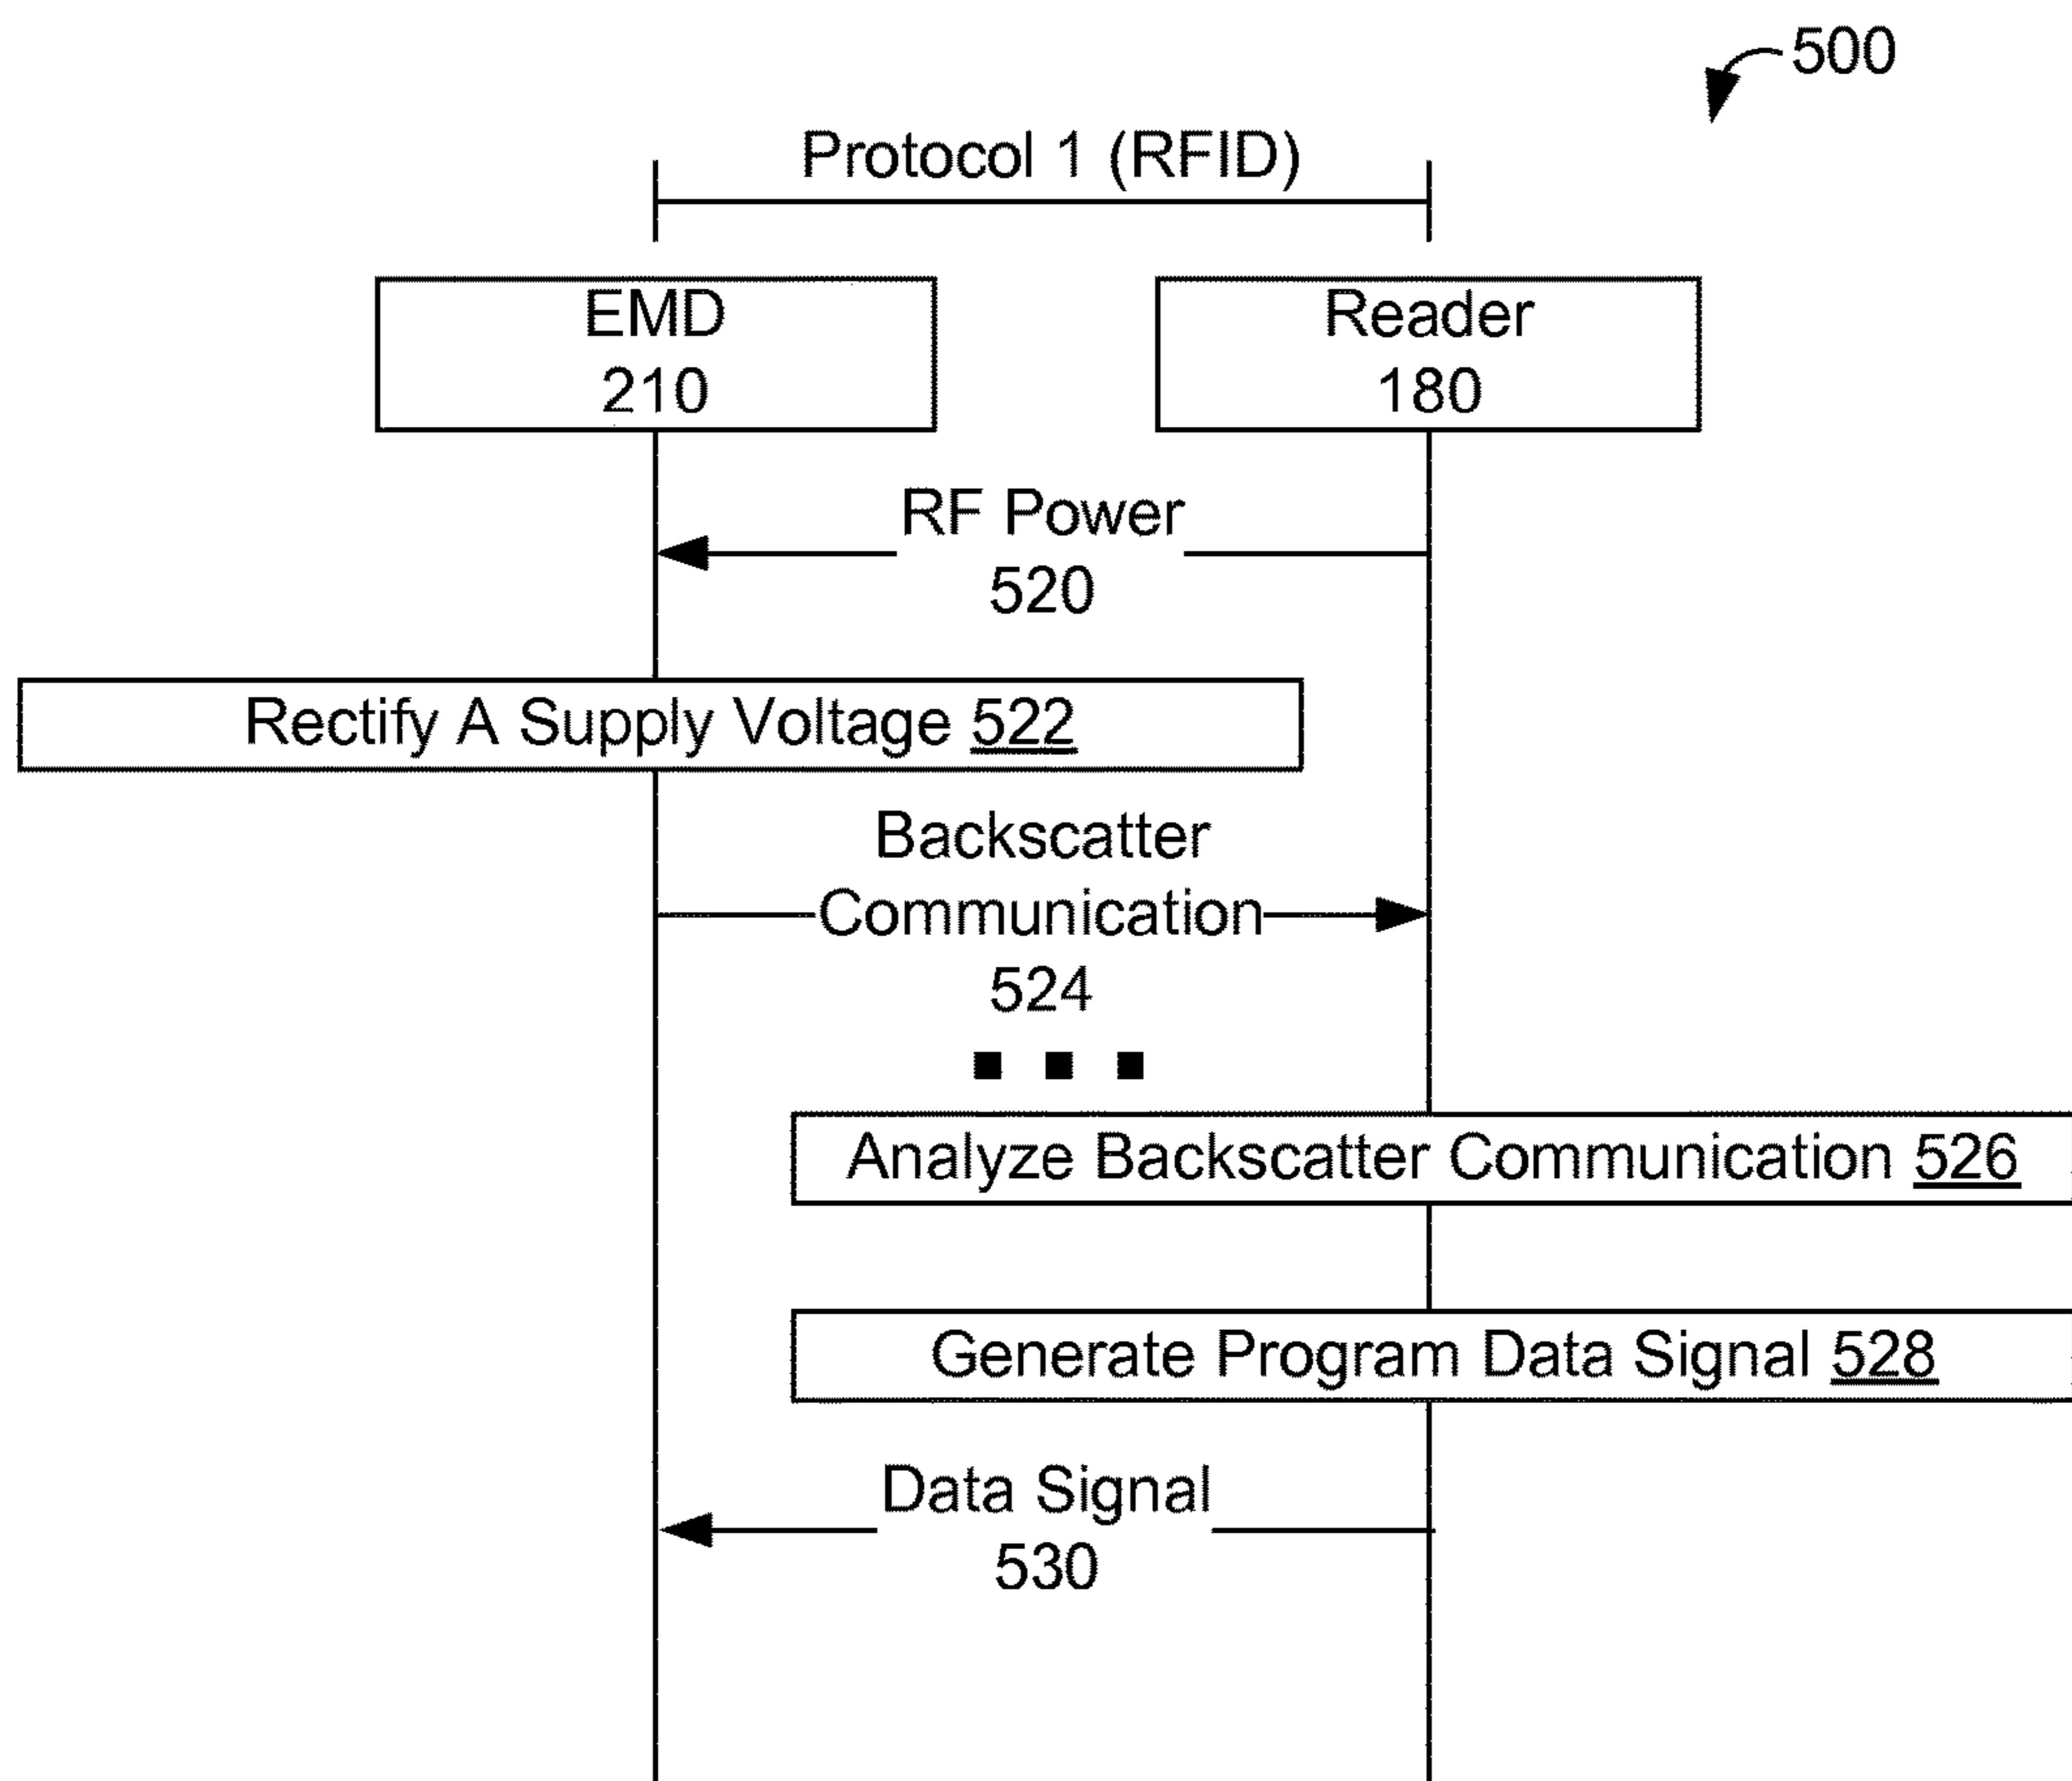 500
Protocol 1 (RFID)
EMD
210
Reader
180
RF Power
520
Rectify A Supply Voltage 522
Backscatter
Communication
524
Analyze Backscatter Communication 526
Generate Program Data Signal 528
Data Signal
530